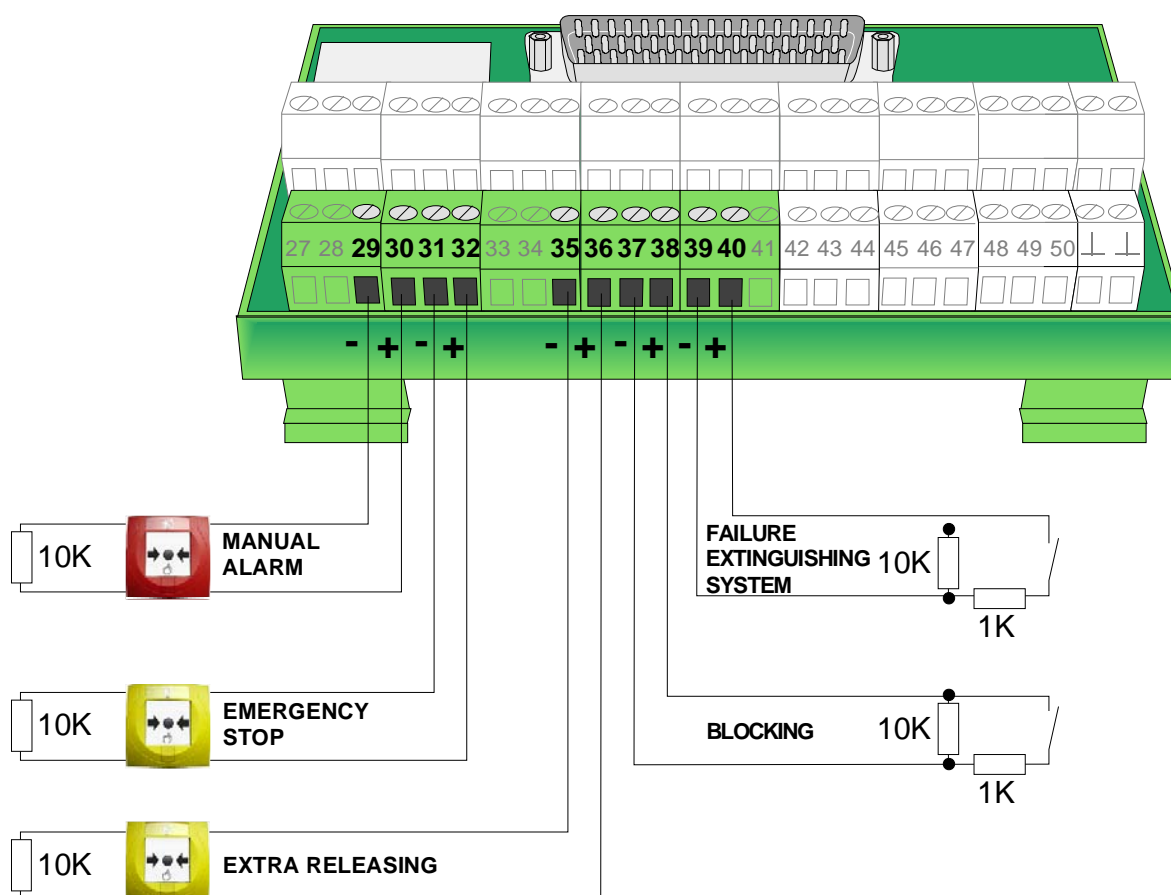 27 28 29 30 31 32 33 34 35 36 37 38 39 40 41 42 43 44 45 46 47 48 49 50
- + - + - + - + - +
10K
MANUAL
ALARM
FAILURE
EXTINGUISHING
SYSTEM
10K
1K
10K
EMERGENCY
STOP
BLOCKING
10K
1K
10K
EXTRA RELEASING